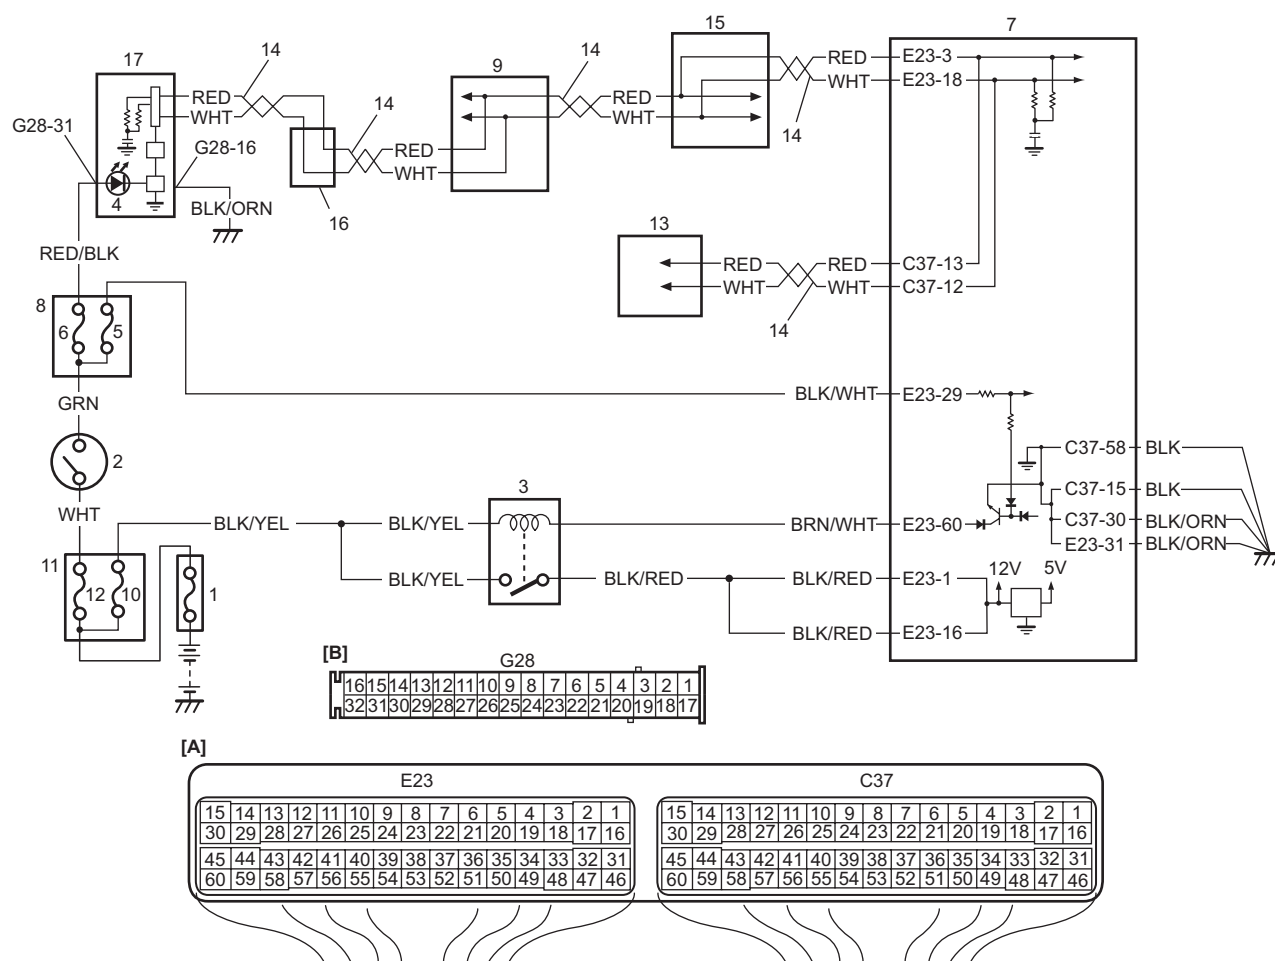 7
15
14
17
14
9
RED E23-3
WHT E23-18
RED
WHT
14
RED
WHT
G28-31
G28-16
14
RED
WHT
4
BLK/ORN
16
13
RED/BLK
RED RED C37-13
WHT WHT C37-12
14
8
6
5
GRN
BLK/WHT E23-29
2
C37-58 BLK
3
C37-15 BLK
WHT
BLK/YEL BLK/YEL
BRN/WHT E23-60
C37-30 BLK/ORN
E23-31 BLK/ORN
11
12V 5V
12
10
1
BLK/YEL BLK/RED BLK/RED E23-1
BLK/RED E23-16
[B]
G28
16 15 14 13 12 11 10 9 8 7 6 5 4 3 2 1
32 31 30 29 28 27 26 25 24 23 22 21 20 19 18 17
[A]
E23 C37
15 14 13 12 11 10 9 8 7 6 5 4 3 2 1 15 14 13 12 11 10 9 8 7 6 5 4 3 2 1
30 29 28 27 26 25 24 23 22 21 20 19 18 17 16 30 29 28 27 26 25 24 23 22 21 20 19 18 17 16
45 44 43 42 41 40 39 38 37 36 35 34 33 32 31 45 44 43 42 41 40 39 38 37 36 35 34 33 32 31
60 59 58 57 56 55 54 53 52 51 50 49 48 47 46 60 59 58 57 56 55 54 53 52 51 50 49 48 47 46